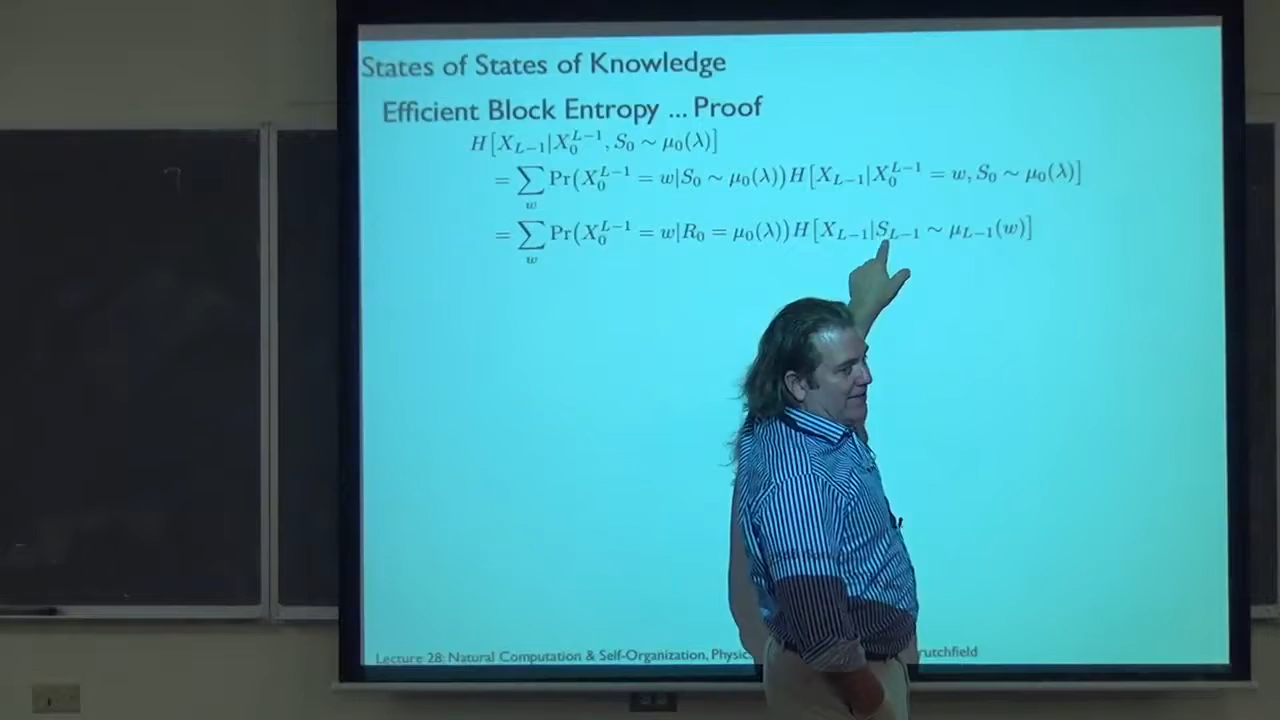 States of States of Knowledge
Efficient Block Entropy ... Proof
H[X_{L-1}|X_0^{L-1}, S_0 ∼ μ_0(λ)]
= ∑_w Pr(X_0^{L-1} = w|S_0 ∼ μ_0(λ))H[X_{L-1}|X_0^{L-1} = w, S_0 ∼ μ_0(λ)]
= ∑_w Pr(X_0^{L-1} = w|R_0 = μ_0(λ))H[X_{L-1}|S_{L-1} ∼ μ_{L-1}(w)]
Lecture 28: Natural Computation & Self-Organization, Physic rutchfield